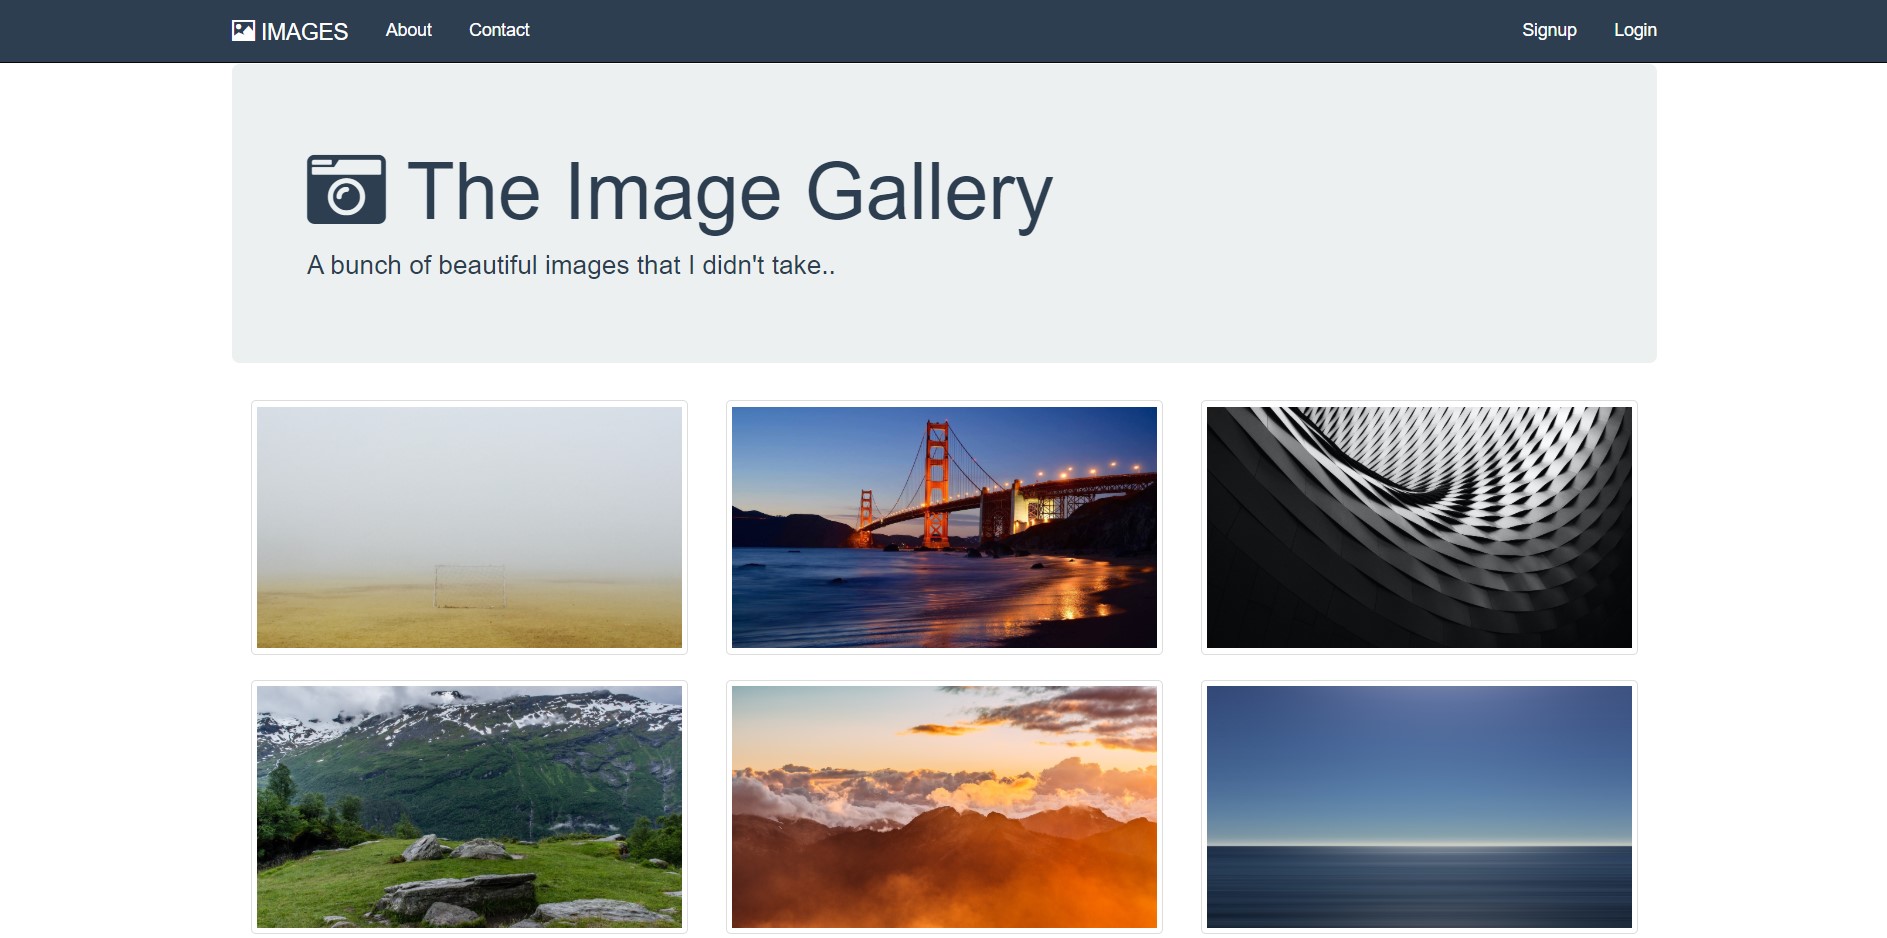 IMAGES About Contact Signup Login
The Image Gallery
A bunch of beautiful images that I didn't take..